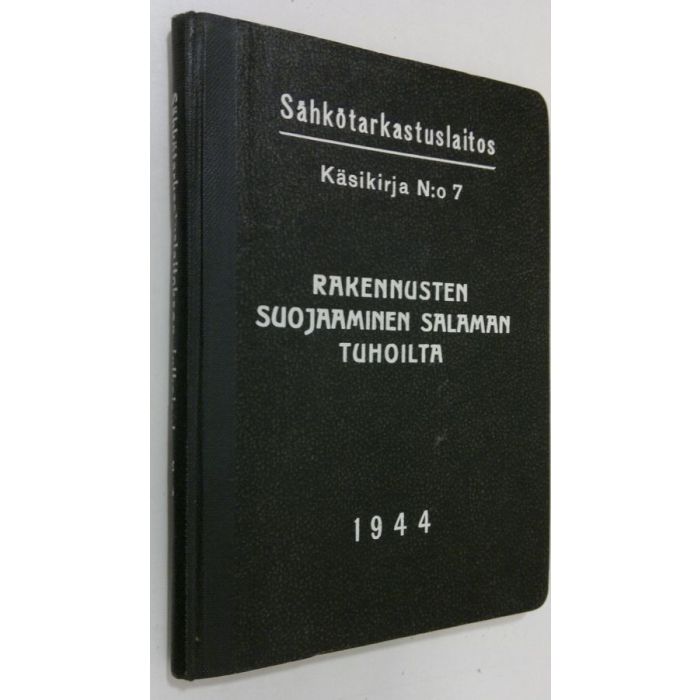 Sähkötarkastuslaitos
Käsikirja N:o 7
RAKENNUSTEN
SUOJAAMINEN SALAMAN
TUHOILTA
1944